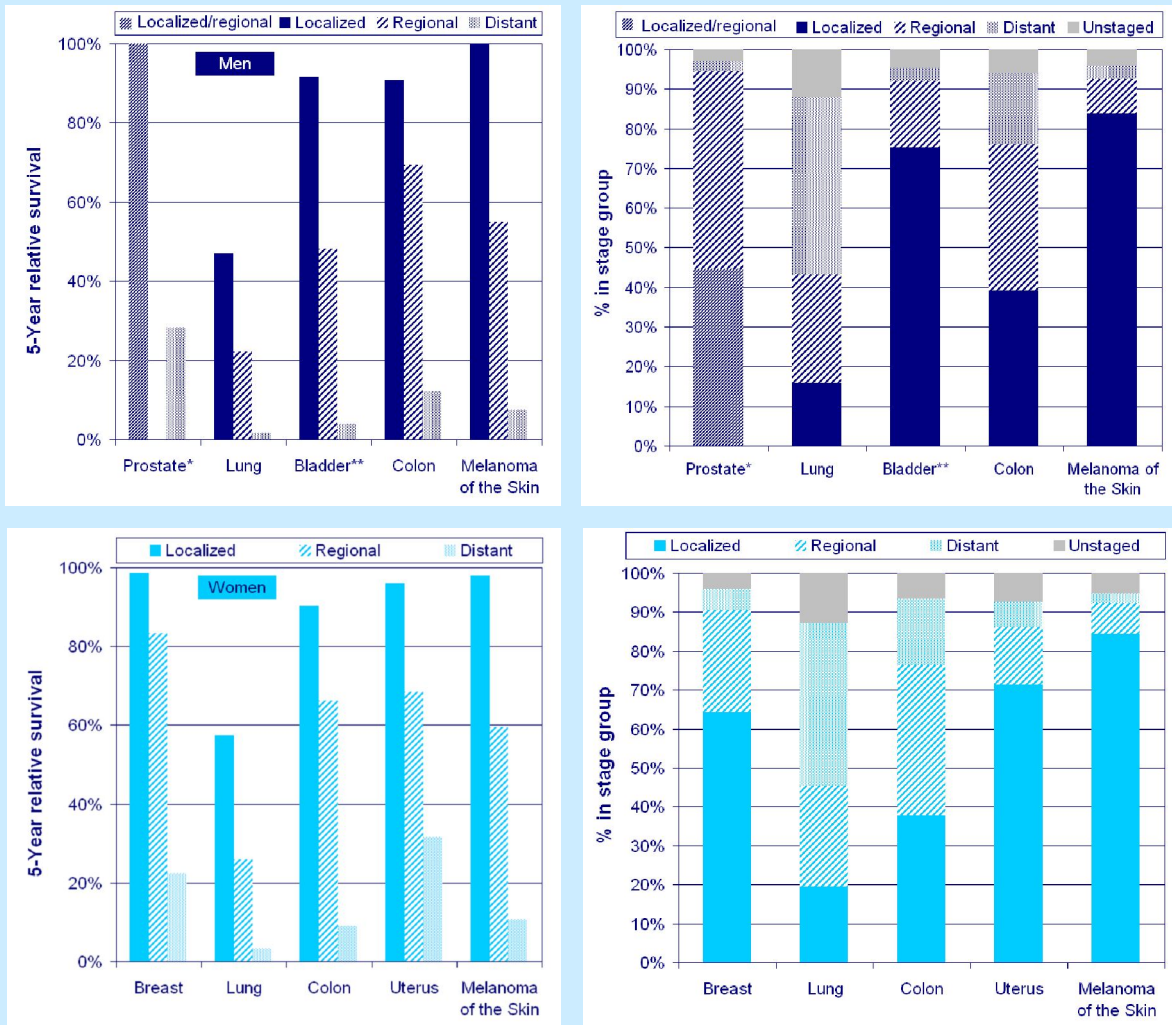 Localized/regional Localized Regional Distant
Men
5-Year relative survival
100%
80%
60%
40%
20%
0%
Prostate* Lung Bladder** Colon Melanoma
of the Skin
Localized/regional Localized Regional Distant Unstaged
% in stage group
100%
90%
80%
70%
60%
50%
40%
30%
20%
10%
0%
Prostate* Lung Bladder** Colon Melanoma of
the Skin
Localized Regional Distant
Women
5-Year relative survival
100%
80%
60%
40%
20%
0%
Breast Lung Colon Uterus Melanoma
of the Skin
Localized Regional Distant Unstaged
% in stage group
100%
90%
80%
70%
60%
50%
40%
30%
20%
10%
0%
Breast Lung Colon Uterus Melanoma
of the Skin